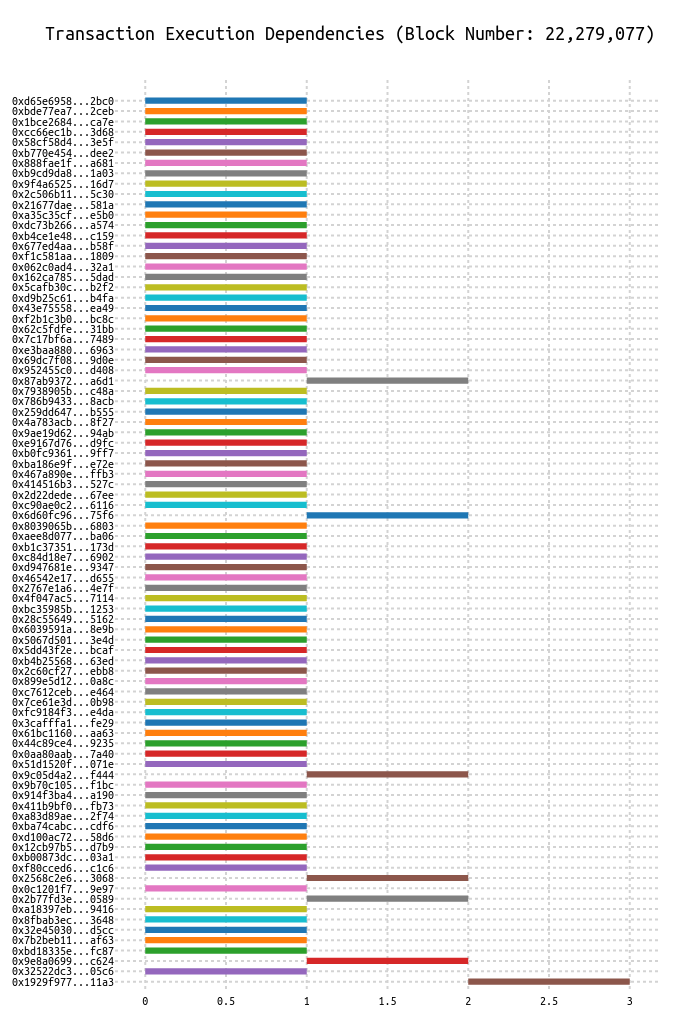 Transaction Execution Dependencies (Block Number: 22,279,077)
0xd65e6958...2bc0
0xbde77ea7...2ceb
0x1bce2684...ca7e
0xcc66ec1b...3d68
0x58cf58d4...3e5f
0xb770e454...dee2
0x888fae1f...a681
0xb9cd9da8...1a03
0x9f4a6525...16d7
0x2c506b11...5c30
0x21677dae...581a
0xa35c35cf...e5b0
0xdc73b266...a574
0xb4ce1e48...c159
0x677ed4aa...b58f
0xf1c581aa...1809
0x062c0ad4...32a1
0x162ca785...5dad
0x5cafb30c...b2f2
0xd9b25c61...b4fa
0x43e75558...ea49
0xf2b1c3b0...bc8c
0x62c5fdfe...31bb
0x7c17bf6a...7489
0xe3baa880...6963
0x69dc7f08...9d0e
0x952455c0...d408
0x87ab9372...a6d1
0x7938905b...c48a
0x786b9433...8acb
0x259dd647...b555
0x4a783acb...8f27
0x9ae19d62...94ab
0xe9167d76...d9fc
0xb0fc9361...9ff7
0xba186e9f...e72e
0x467a890e...ffb3
0x414516b3...527c
0x2d22dede...67ee
0xc90ae0c2...6116
0x6d60fc96...75f6
0x8039065b...6803
0xaee8d077...ba06
0xb1c37351...173d
0xc84d18e7...6902
0xd947681e...9347
0x46542e17...d655
0x2767e1a6...4e7f
0x4f047ac5...7114
0xbc35985b...1253
0x28c55649...5162
0x6039591a...8e9b
0x5067d501...3e4d
0x5dd43f2e...bcaf
0xb4b25568...63ed
0x2c60cf27...ebb8
0x899e5d12...0a8c
0xc7612ceb...e464
0x7ce61e3d...0b98
0xfc9184f3...e4da
0x3cafffa1...fe29
0x61bc1160...aa63
0x44c89ce4...9235
0x0aa80aab...7a40
0x51d1520f...071e
0x9c05d4a2...f444
0x9b70c105...f1bc
0x914f3ba4...a190
0x411b9bf0...fb73
0xa83d89ae...2f74
0xba74cabc...cdf6
0xd100ac72...58d6
0x12cb97b5...d7b9
0xb00873dc...03a1
0xf80cced6...c1c6
0x2568c2e6...3068
0x0c1201f7...9e97
0x2b77fd3e...0589
0xa18397eb...9416
0x8fbab3ec...3648
0x32e45030...d5cc
0x7b2beb11...af63
0xbd18335e...fc87
0x9e8a0699...c624
0x32522dc3...05c6
0x1929f977...11a3
0 0.5 1 1.5 2 2.5 3